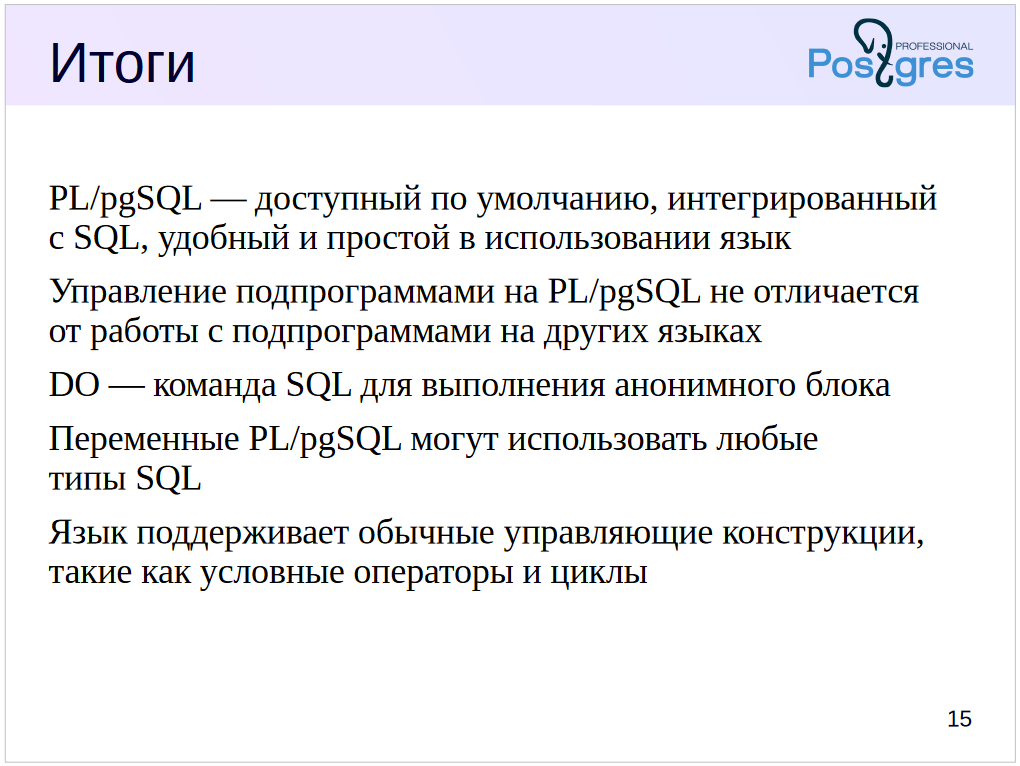 Итоги
PROFESSIONAL
Postgres
PL/pgSQL — доступный по умолчанию, интегрированный
с SQL, удобный и простой в использовании язык
Управление подпрограммами на PL/pgSQL не отличается
от работы с подпрограммами на других языках
DO — команда SQL для выполнения анонимного блока
Переменные PL/pgSQL могут использовать любые
типы SQL
Язык поддерживает обычные управляющие конструкции,
такие как условные операторы и циклы
15